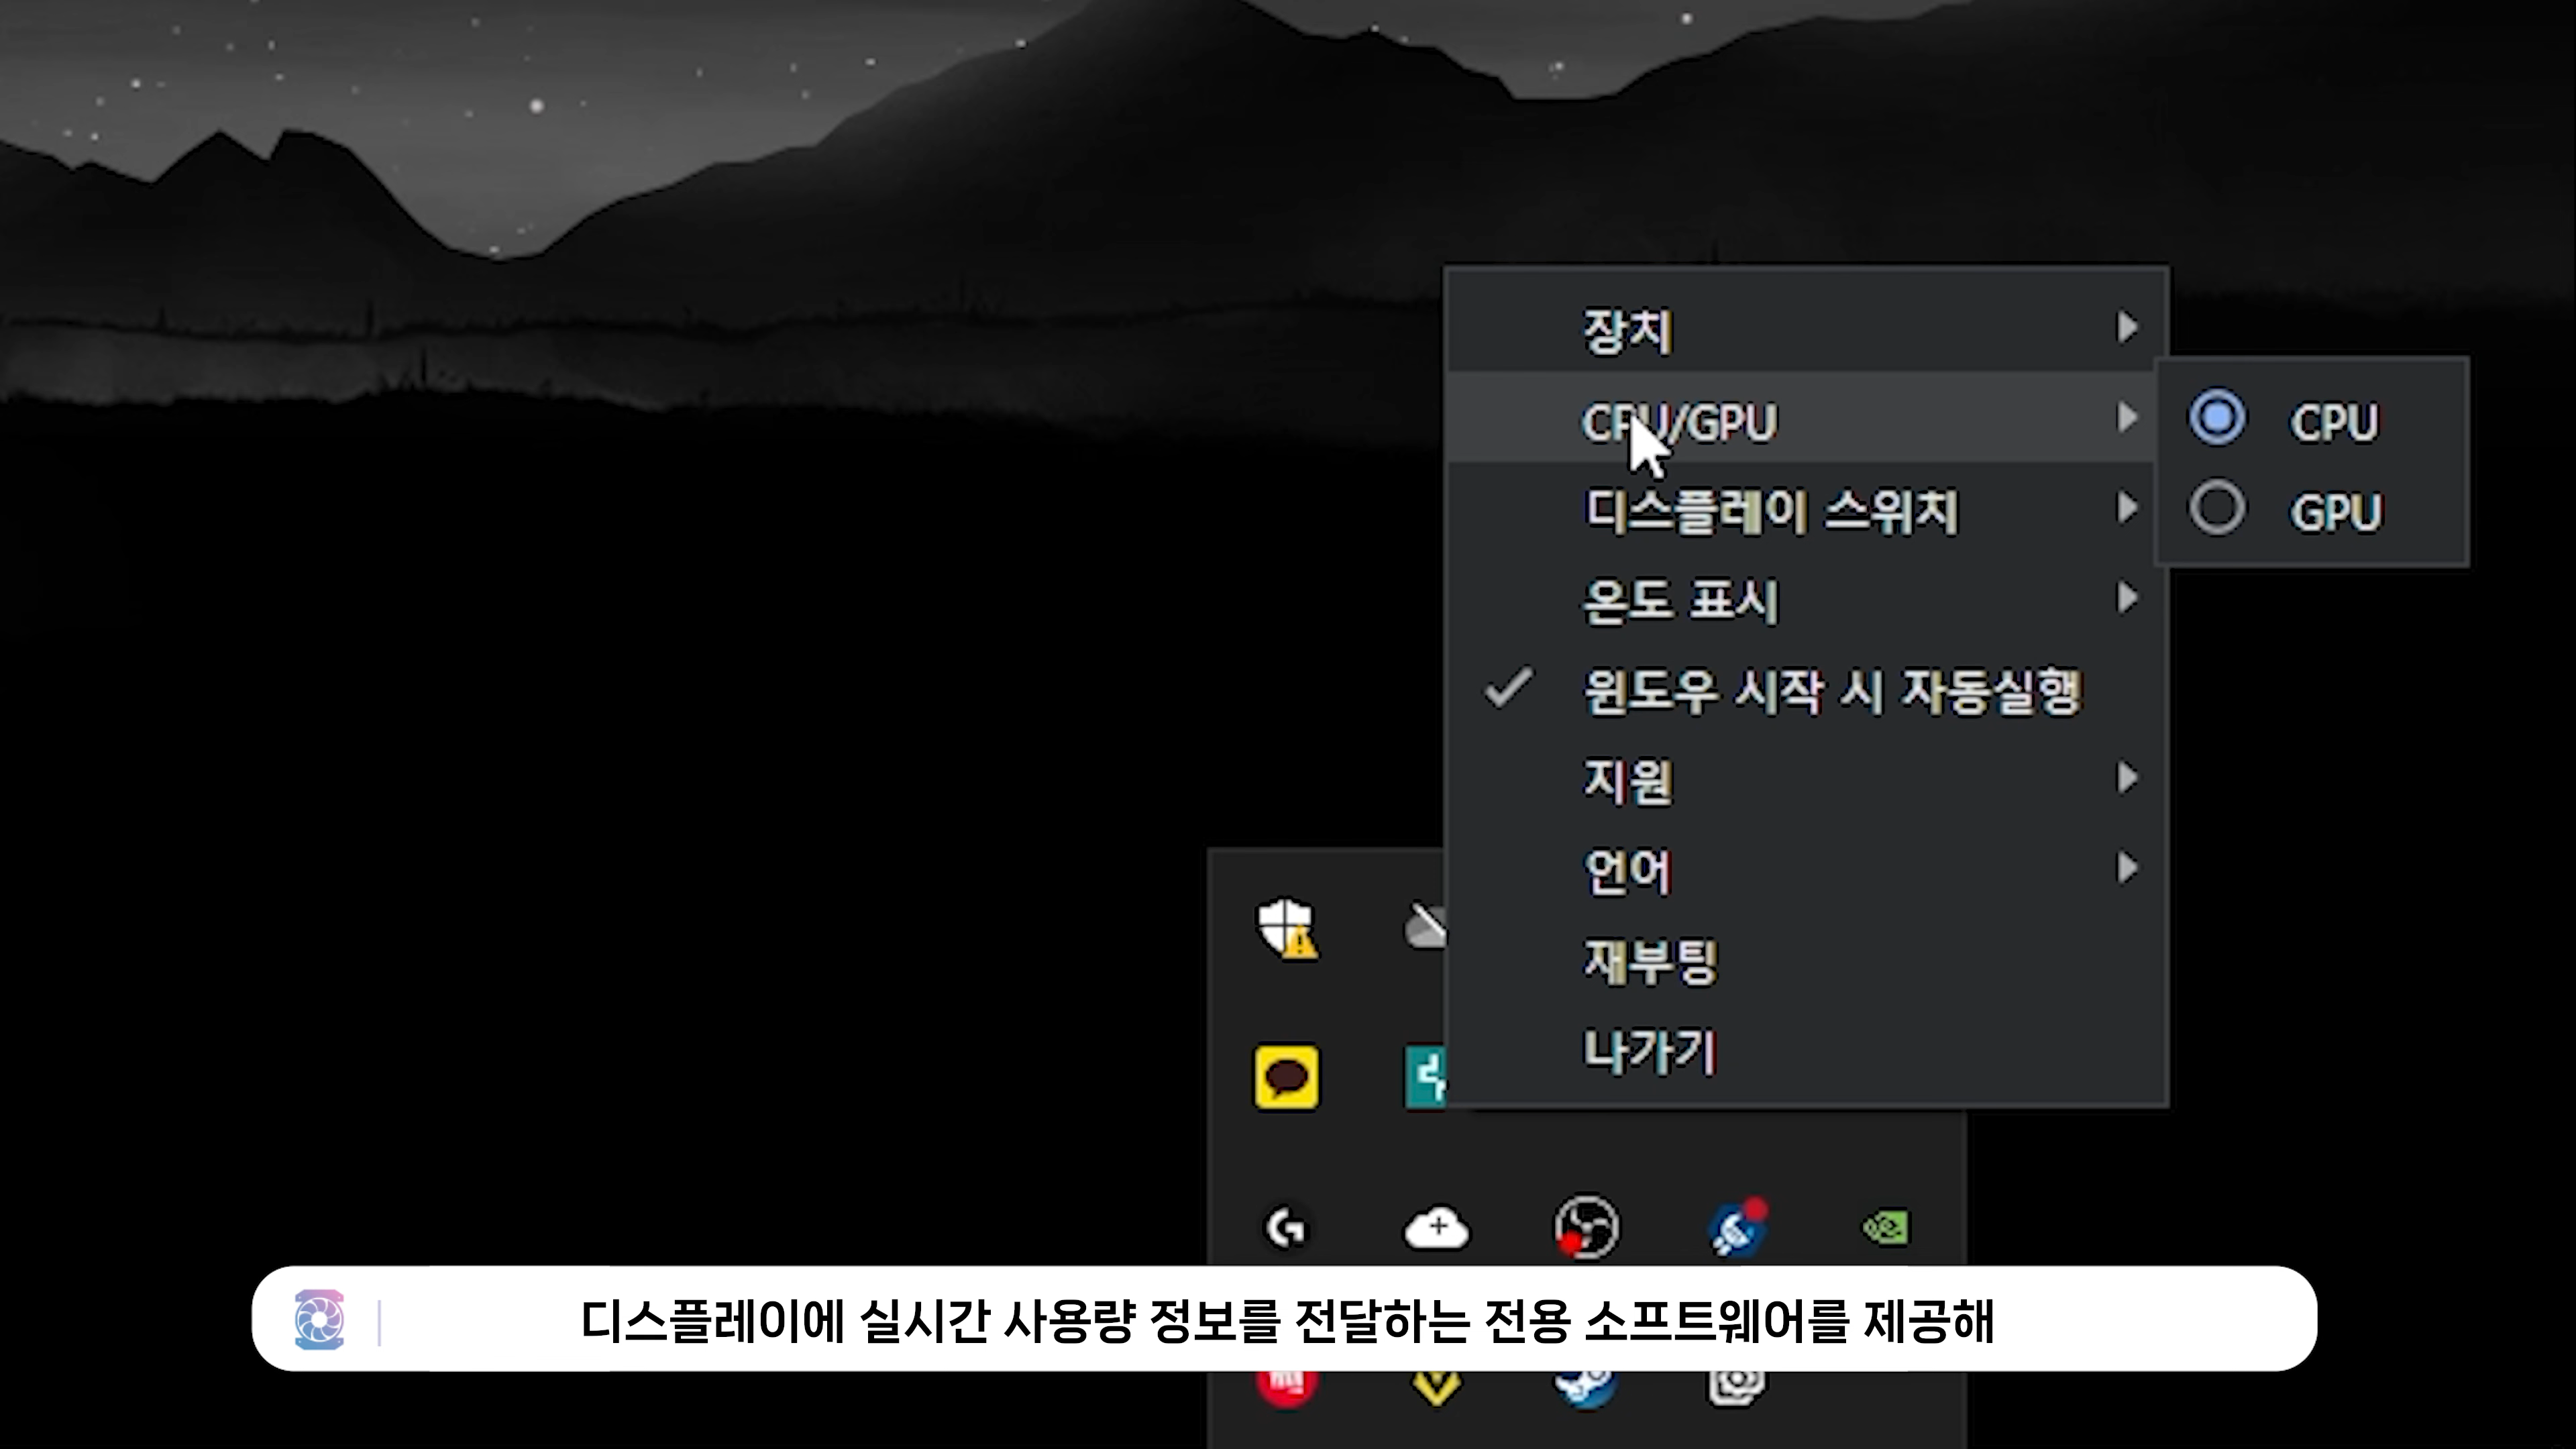 장치
CPU/GPU
CPU
디스플레이 스위치
GPU
온도 표시
윈도우 시작 시 자동실행
지원
언어
재부팅
나가기
디스플레이에 실시간 사용량 정보를 전달하는 전용 소프트웨어를 제공해